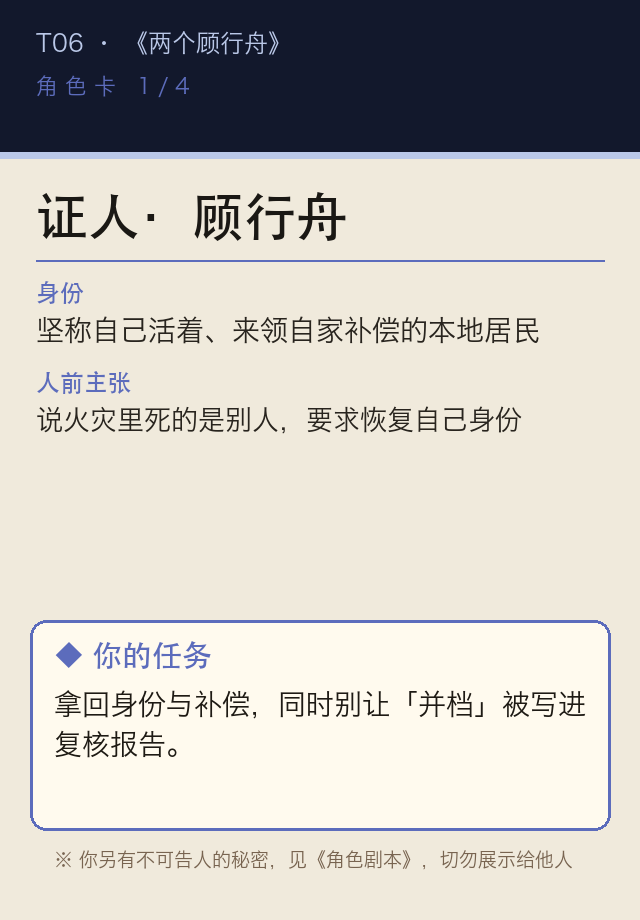 T06 · 《两个顾行舟》
角色卡 1/4
证人· 顾行舟
身份
坚称自己活着、来领自家补偿的本地居民
人前主张
说火灾里死的是别人，要求恢复自己身份
◆ 你的任务
拿回身份与补偿，同时别让「并档」被写进
复核报告。
※ 你另有不可告人的秘密，见《角色剧本》，切勿展示给他人